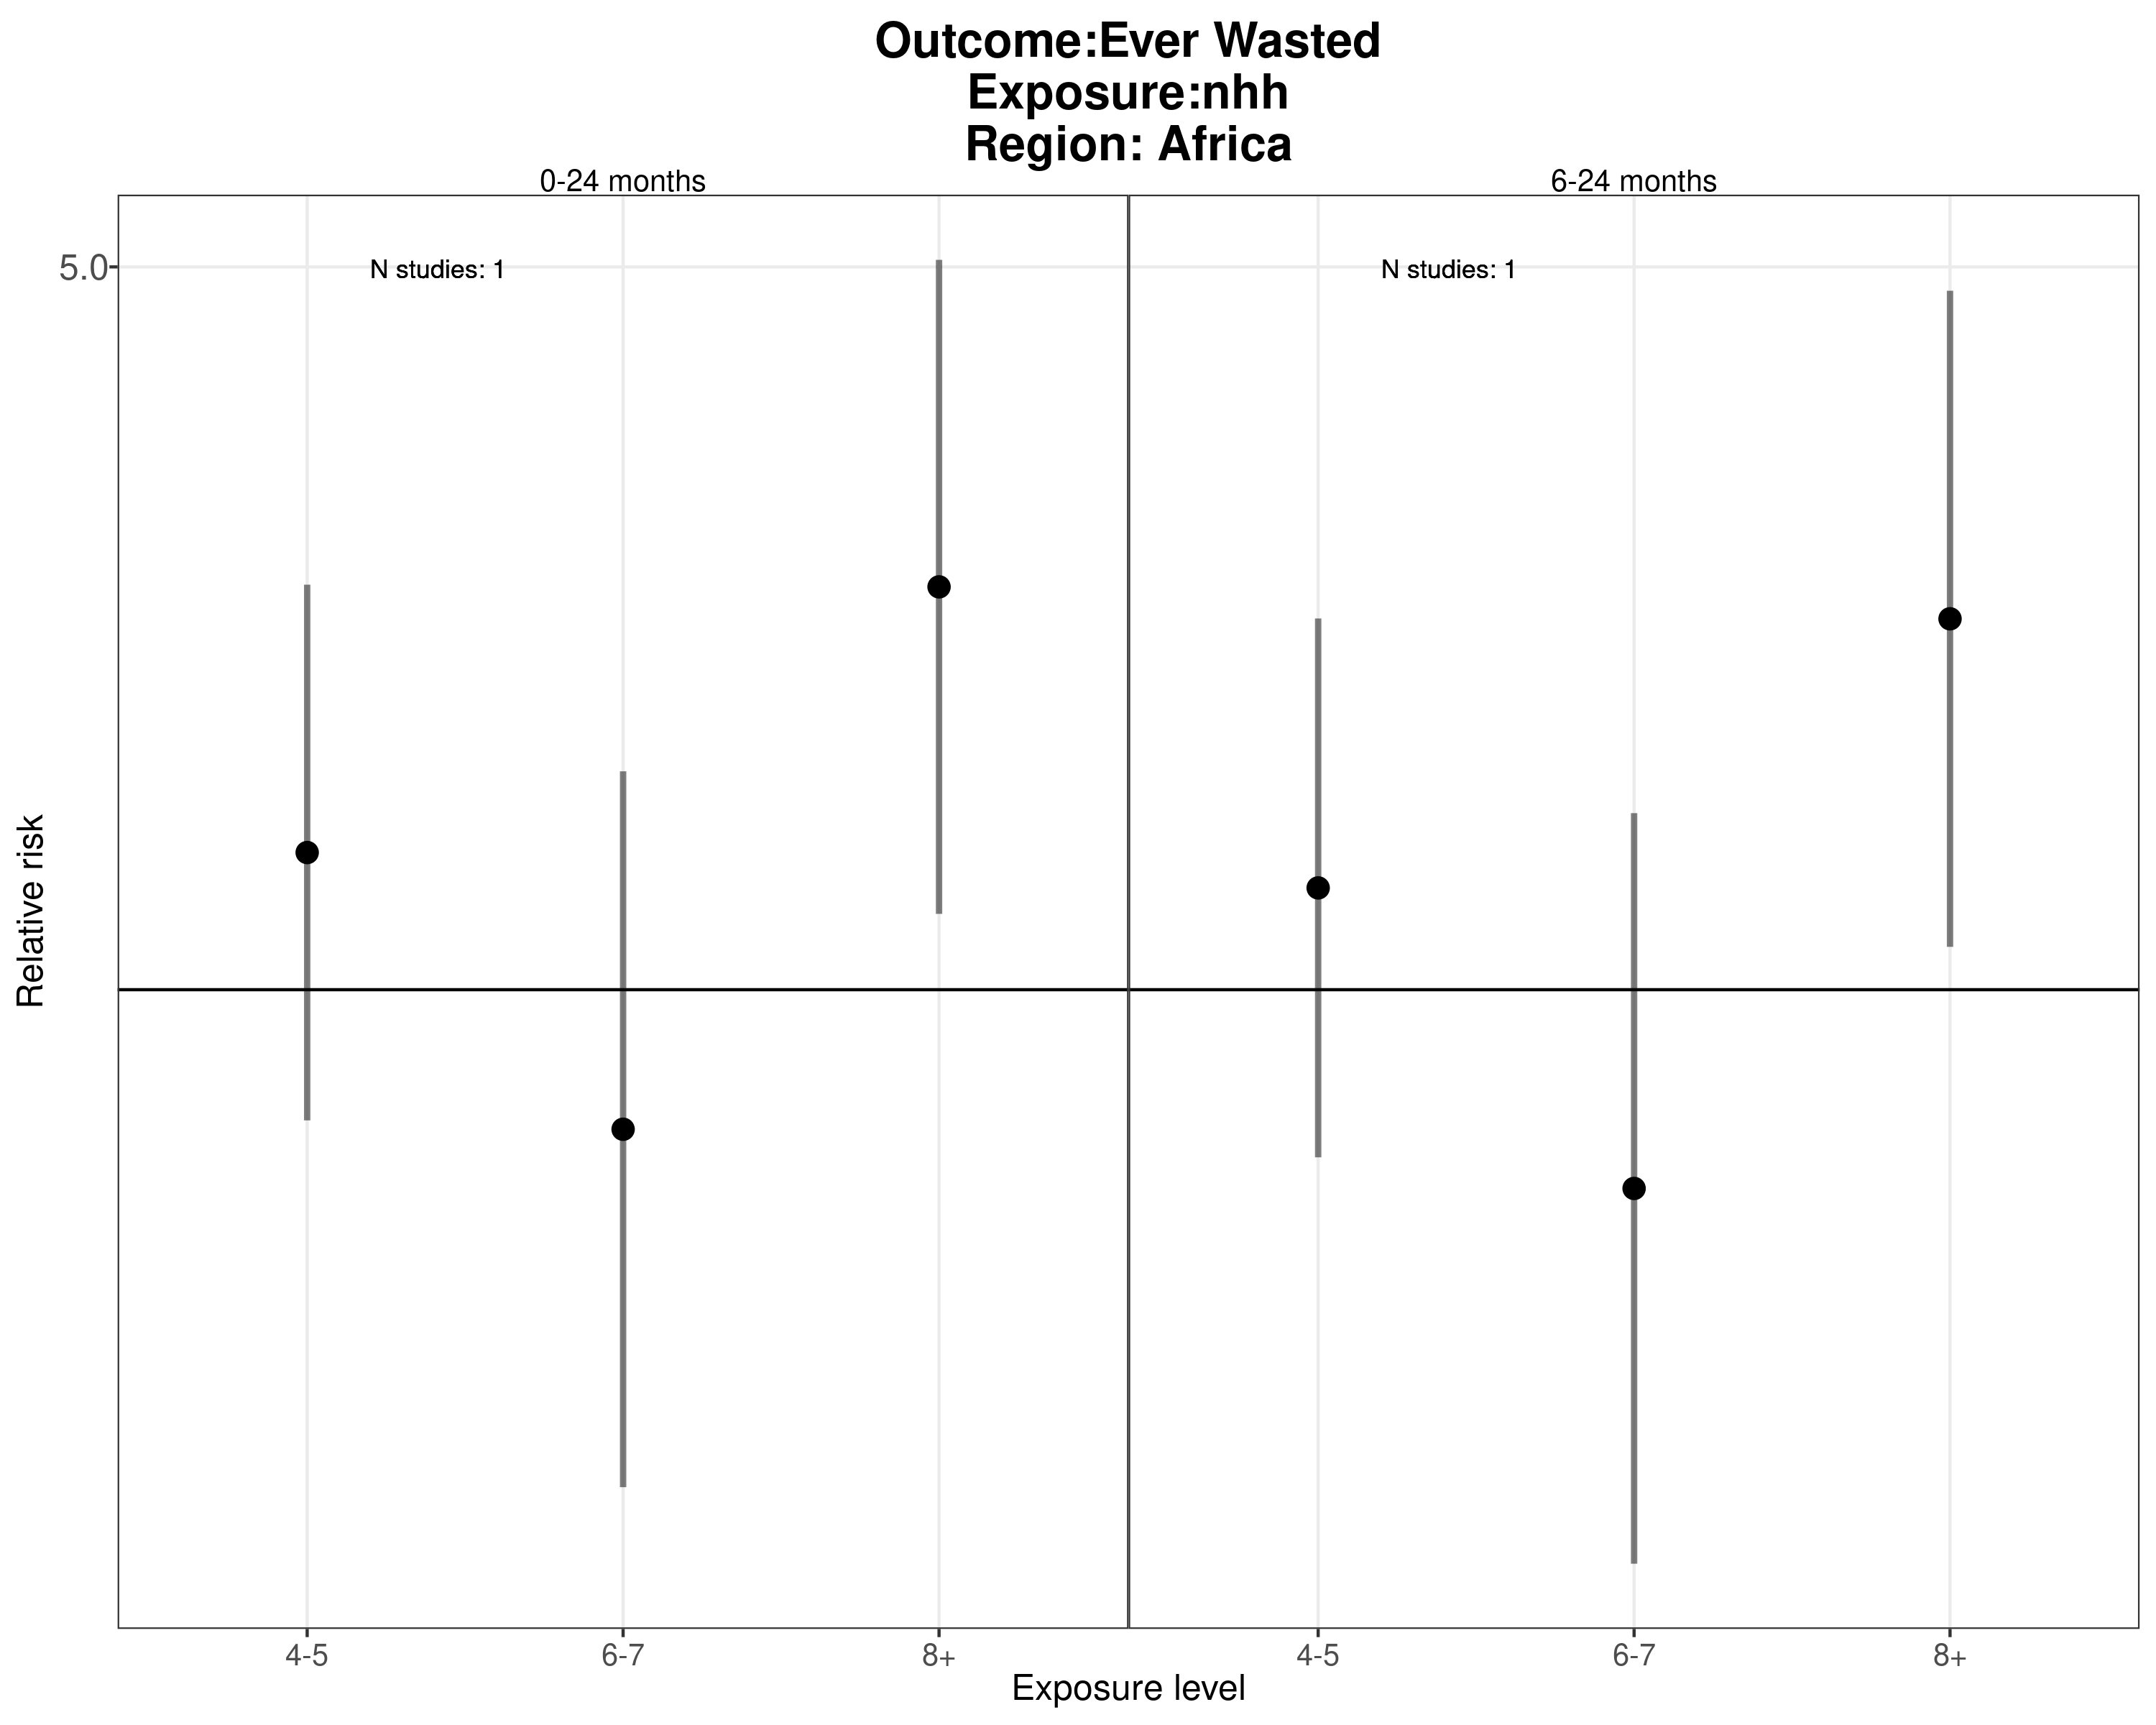 Outcome:Ever Wasted
Exposure:nhh
Region: Africa
0-24 months
6-24 months
5.0
N studies: 1
N studies: 1
Relative risk
4-5
6-7
8+
4-5
6-7
8+
Exposure level